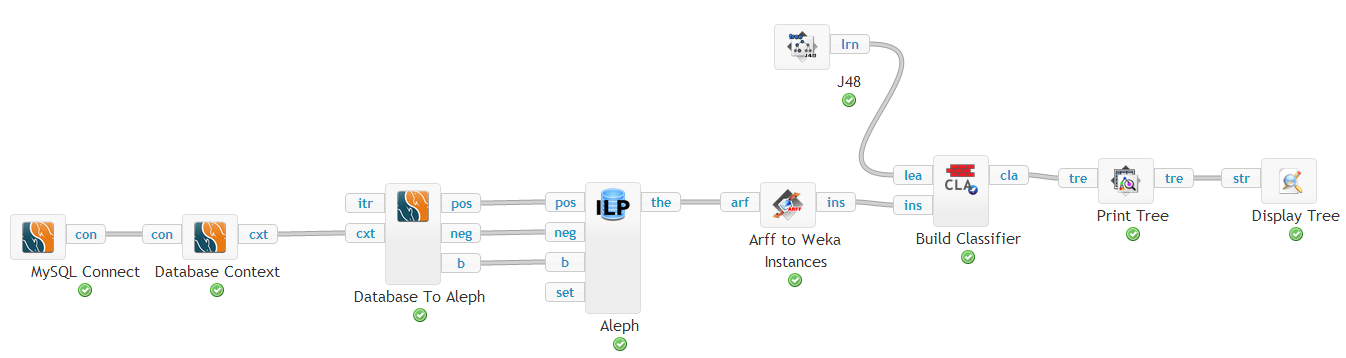 lrn
J48
J48
con
MySQL Connect
con
cxt
Database Context
itr
cxt
pos
neg
b
Database To Aleph
pos
neg
b
set
ILP
the
Aleph
arf
ARFF
ins
Arff to Weka
Instances
lea
ins
CLA
cla
Build Classifier
tre
tre
Print Tree
str
Display Tree